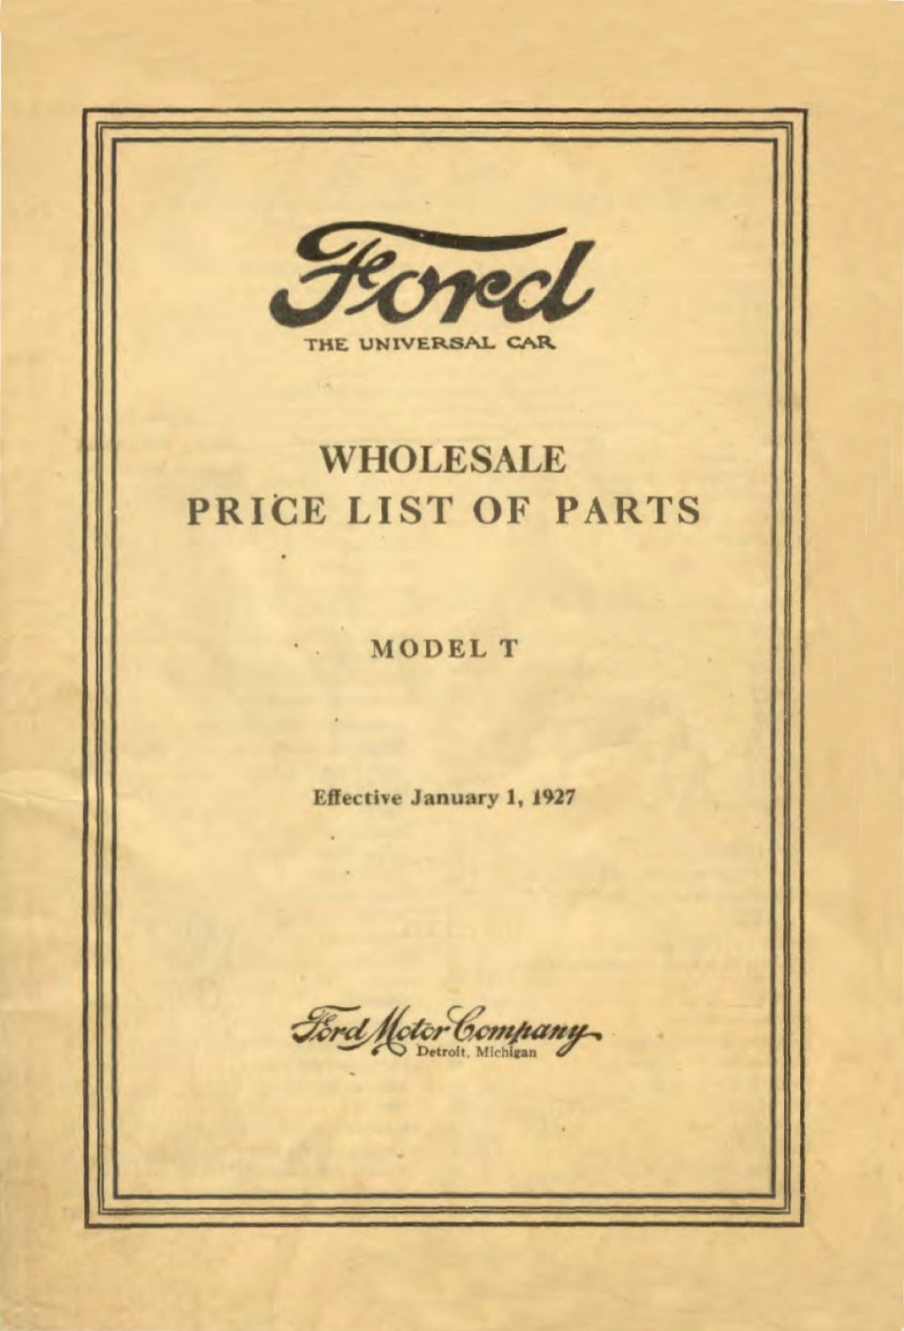 Ford
THE UNIVERSAL CAR
WHOLESALE
PRICE LIST OF PARTS
MODEL T
Effective January 1, 1927
Ford Motor Company
Detroit, Michigan